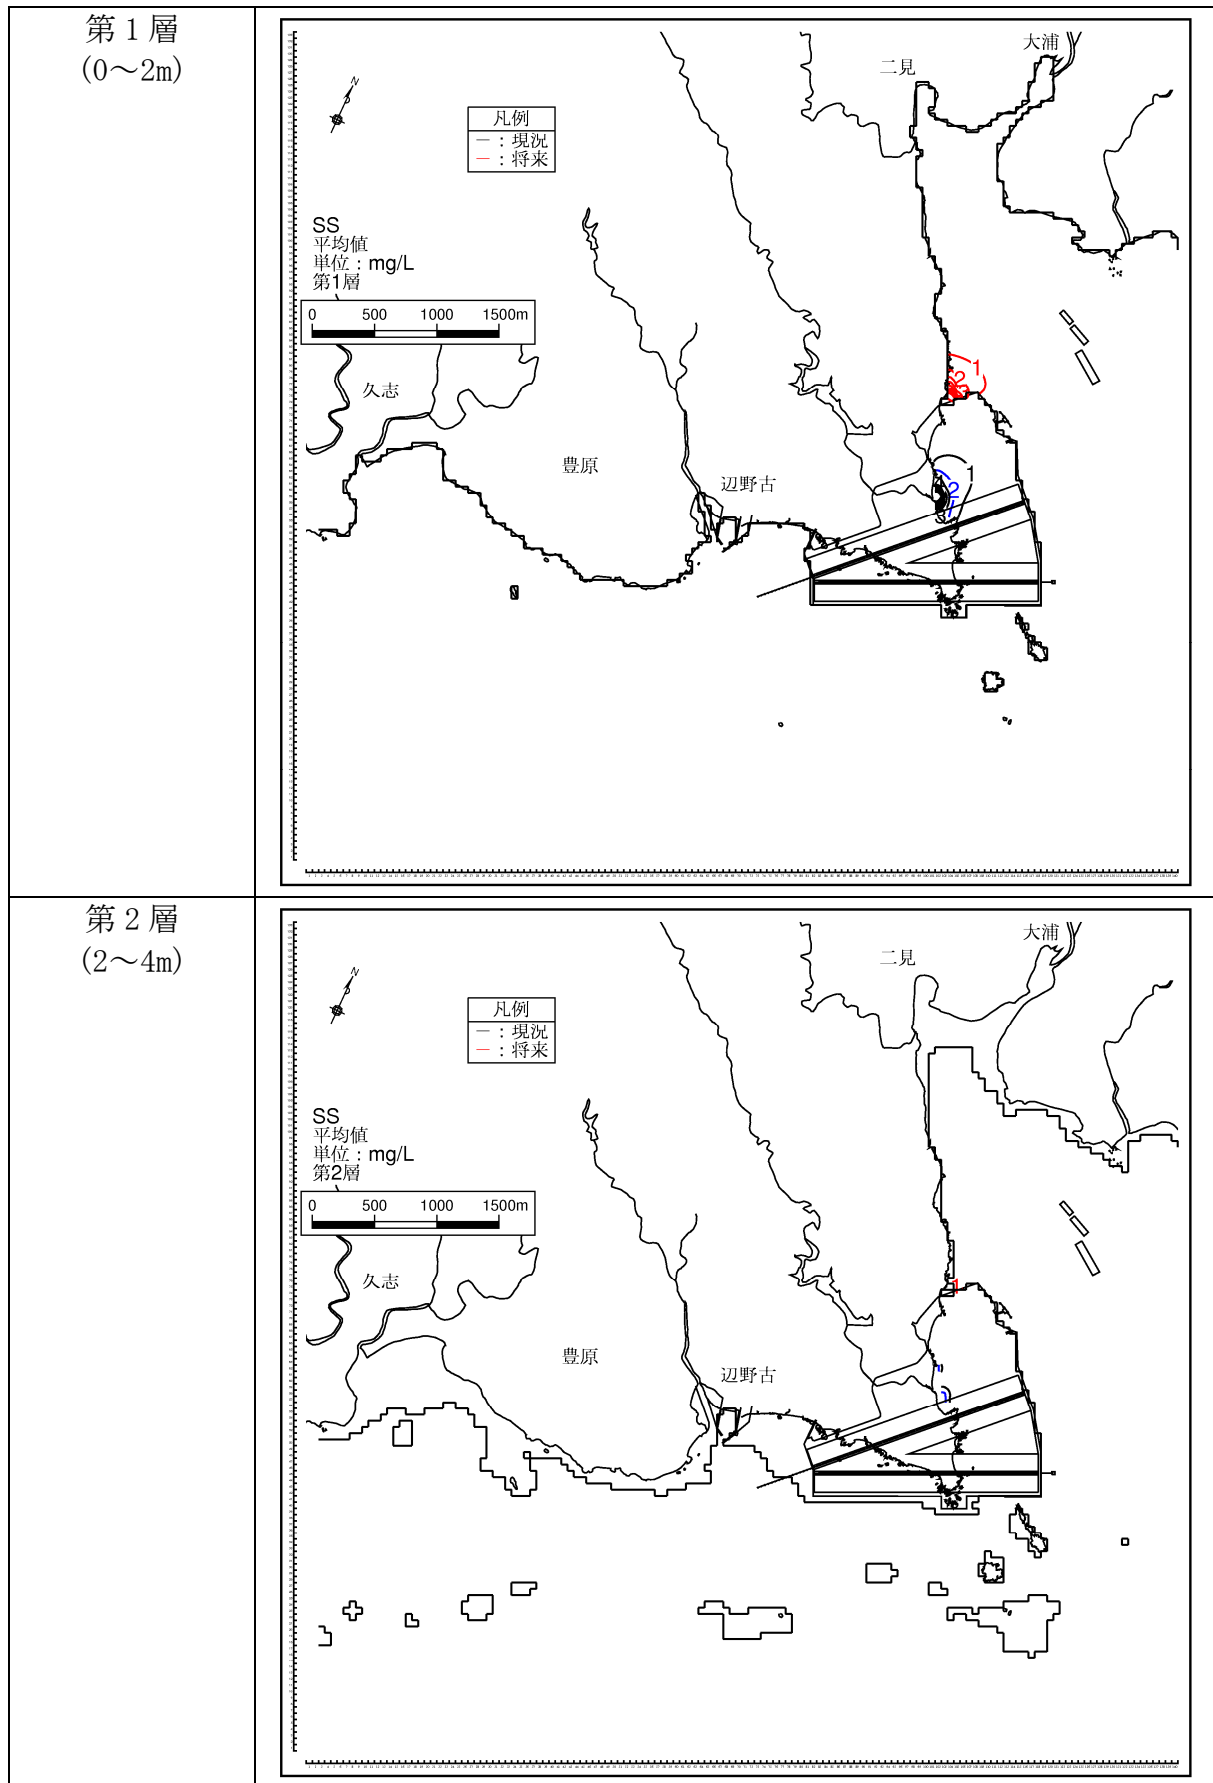 第1層
(0～2m)
大浦
二見
N
凡例
－：現況
－：将来
SS
平均値
単位：mg/L
第1層
0 500 1000 1500m
久志
1
2
豊原
1
2
辺野古
第2層
(2～4m)
大浦
二見
N
凡例
－：現況
－：将来
SS
平均値
単位：mg/L
第2層
0 500 1000 1500m
久志
1
豊原
辺野古